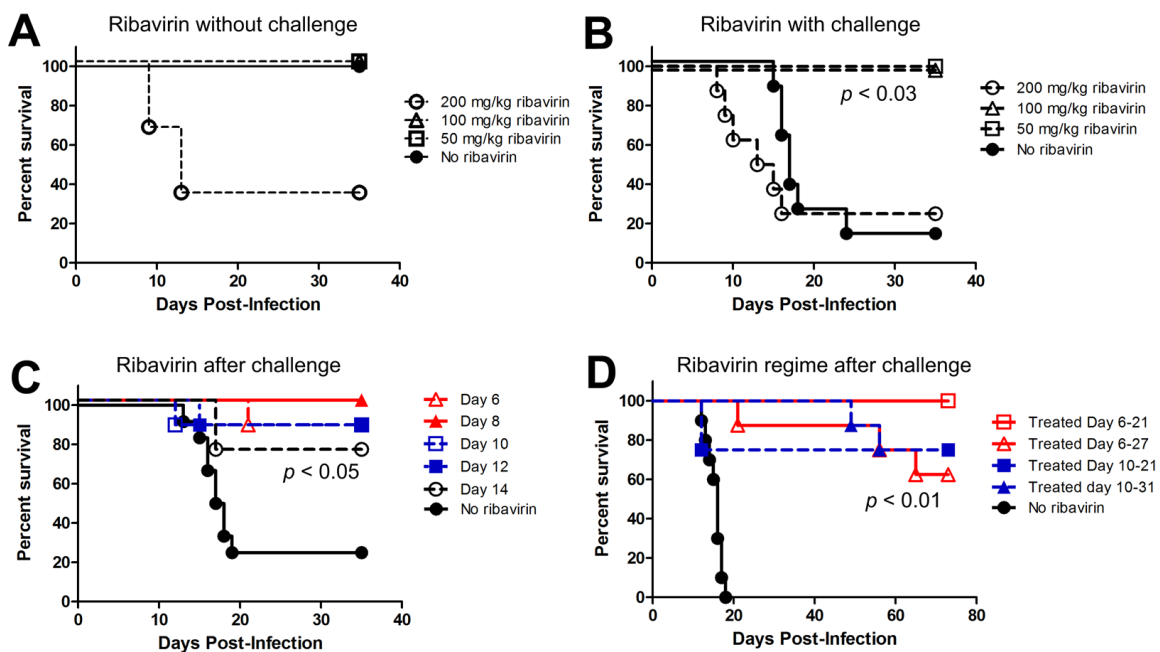 A
Ribavirin without challenge
Percent survival
100
80
60
40
20
0
0 10 20 30 40
Days Post-Infection
200 mg/kg ribavirin
100 mg/kg ribavirin
50 mg/kg ribavirin
No ribavirin
B
Ribavirin with challenge
Percent survival
100
80
60
40
20
0
0 10 20 30 40
Days Post-Infection
p < 0.03
200 mg/kg ribavirin
100 mg/kg ribavirin
50 mg/kg ribavirin
No ribavirin
C
Ribavirin after challenge
Percent survival
100
80
60
40
20
0
0 10 20 30 40
Days Post-Infection
p < 0.05
Day 6
Day 8
Day 10
Day 12
Day 14
No ribavirin
D
Ribavirin regime after challenge
Percent survival
100
80
60
40
20
0
0 20 40 60 80
Days Post-Infection
p < 0.01
Treated Day 6-21
Treated Day 6-27
Treated Day 10-21
Treated day 10-31
No ribavirin